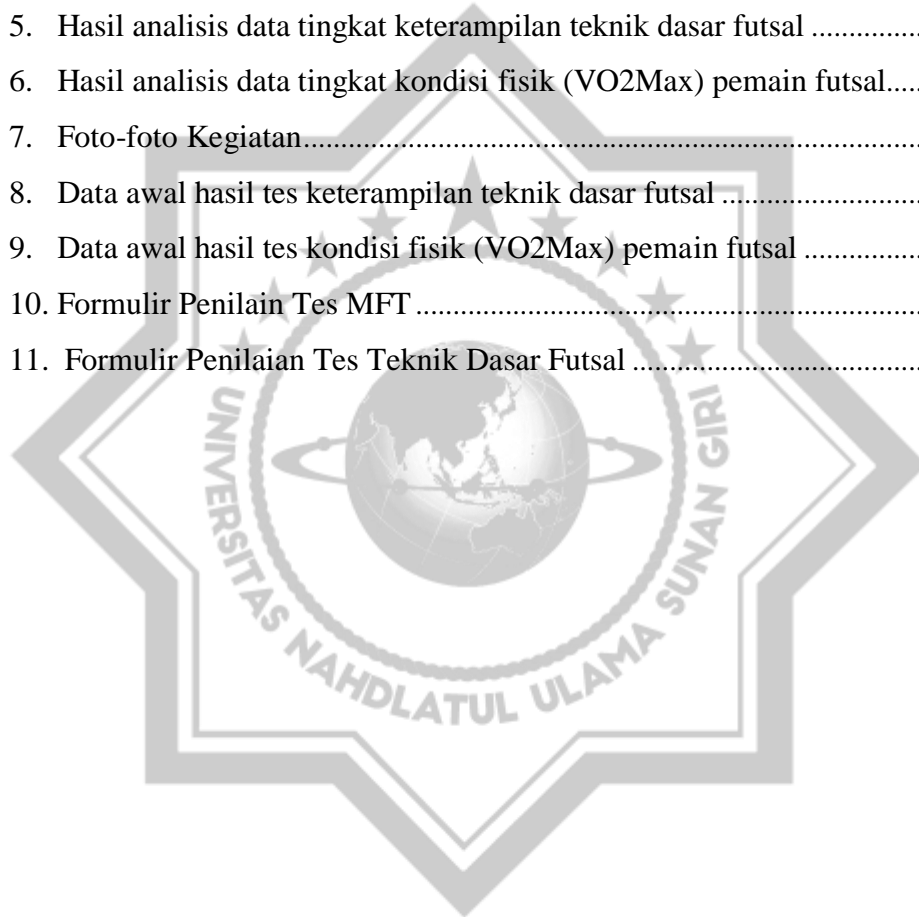 5. Hasil analisis data tingkat keterampilan teknik dasar futsal ..............
6. Hasil analisis data tingkat kondisi fisik (VO2Max) pemain futsal.....
7. Foto-foto Kegiatan..............................................................................
8. Data awal hasil tes keterampilan teknik dasar futsal .........................
9. Data awal hasil tes kondisi fisik (VO2Max) pemain futsal ..............
10. Formulir Penilain Tes MFT ................................................................
11. Formulir Penilaian Tes Teknik Dasar Futsal ....................................
UNIVERSITAS NAHDLATUL ULAMA SUNAN GIRI